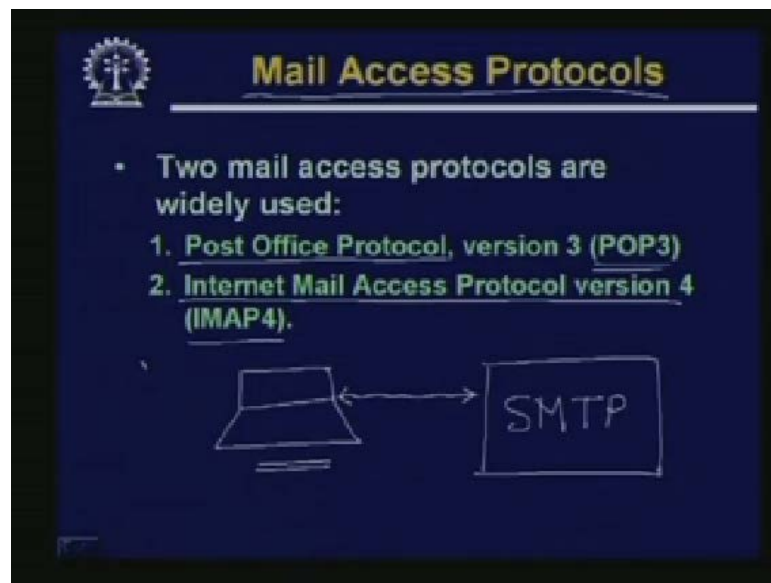 Mail Access Protocols
• Two mail access protocols are
widely used:
1. Post Office Protocol, version 3 (POP3)
2. Internet Mail Access Protocol version 4
(IMAP4).
SMTP